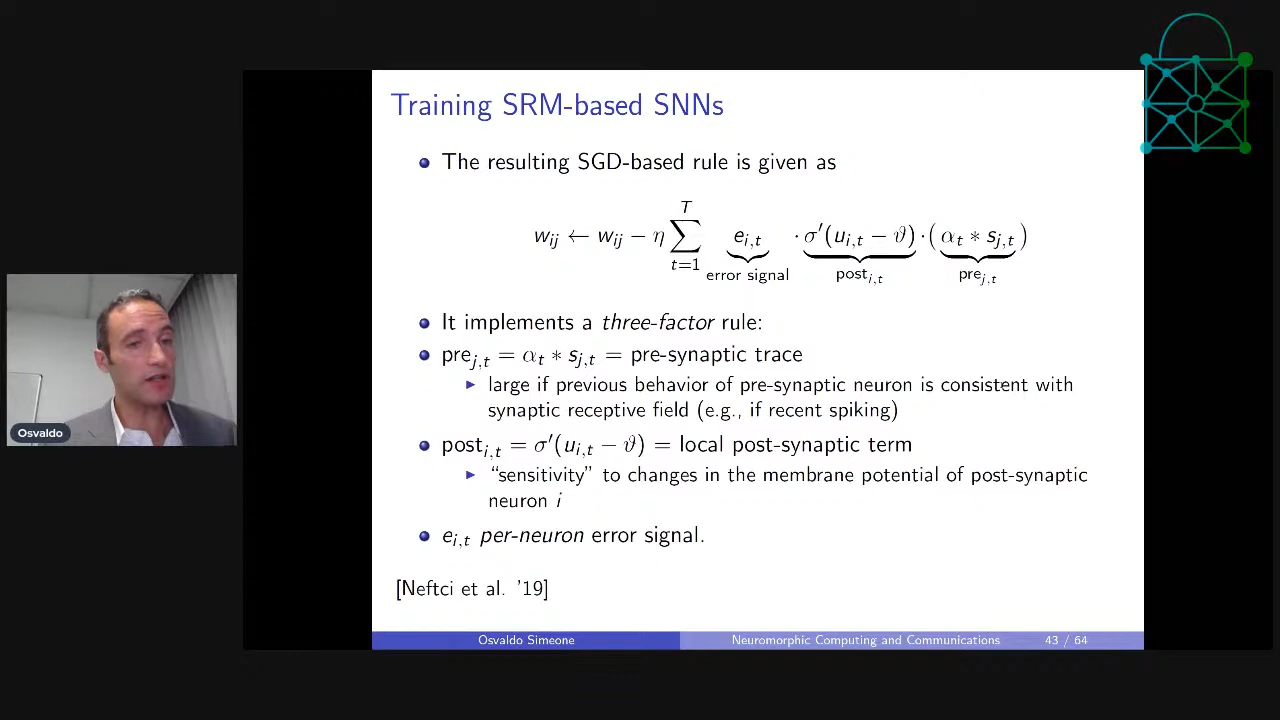 Training SRM-based SNNs
The resulting SGD-based rule is given as
w_ij ← w_ij − η ∑_{t=1}^{T} e_{i,t} · σ′(u_{i,t} − ϑ) · (α_t ∗ s_{j,t})
error signal post_{i,t} pre_{j,t}
It implements a three-factor rule:
pre_{j,t} = α_t ∗ s_{j,t} = pre-synaptic trace
large if previous behavior of pre-synaptic neuron is consistent with
synaptic receptive field (e.g., if recent spiking)
post_{i,t} = σ′(u_{i,t} − ϑ) = local post-synaptic term
“sensitivity” to changes in the membrane potential of post-synaptic
neuron i
e_{i,t} per-neuron error signal.
[Neftci et al. ’19]
Osvaldo Simeone Neuromorphic Computing and Communications 43 / 64
Osvaldo